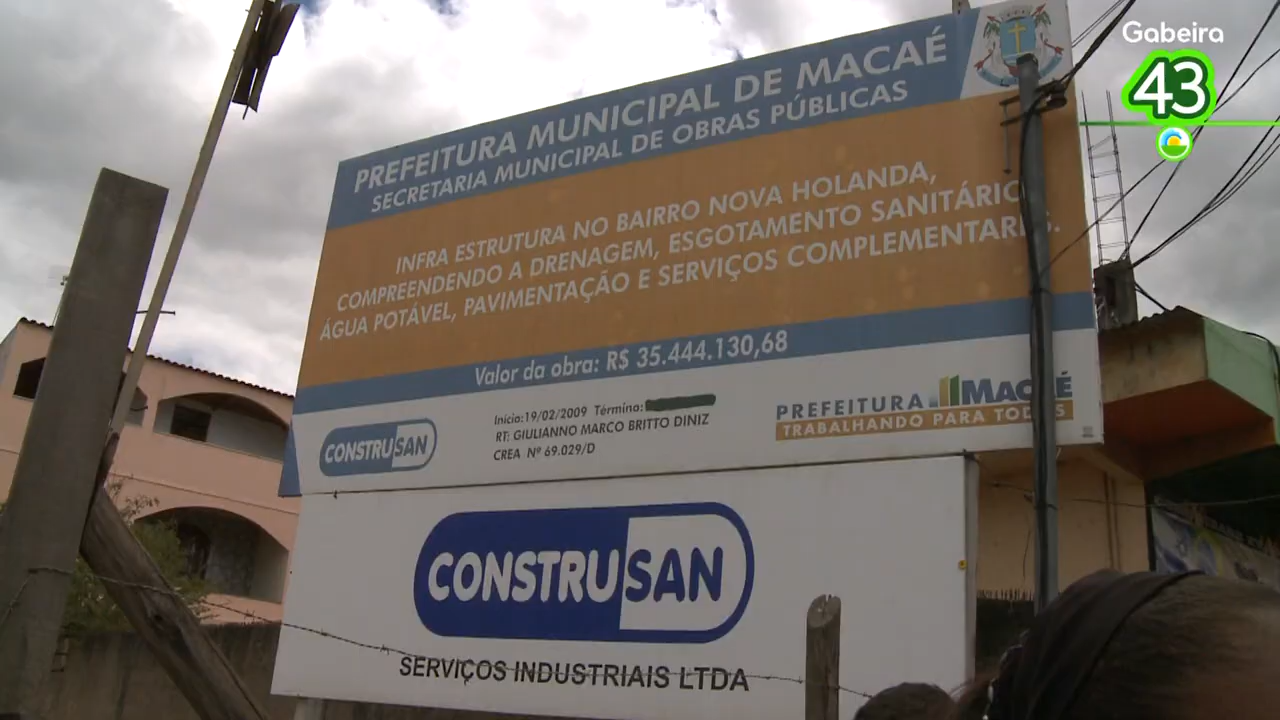 Gabeira
43
PREFEITURA MUNICIPAL DE MACAÉ
SECRETARIA MUNICIPAL DE OBRAS PÚBLICAS
INFRA ESTRUTURA NO BAIRRO NOVA HOLANDA,
COMPREENDENDO A DRENAGEM, ESGOTAMENTO SANITÁRIO
ÁGUA POTÁVEL, PAVIMENTAÇÃO E SERVIÇOS COMPLEMENTARES.
Valor da obra: R$ 35.444.130,68
CONSTRUSAN
Início: 19/02/2009 Término:
RT: GIULIANNO MARCO BRITTO DINIZ
CREA Nº 69.029/D
PREFEITURA MACAÉ
TRABALHANDO PARA TODOS
CONSTRUSAN
SERVIÇOS INDUSTRIAIS LTDA